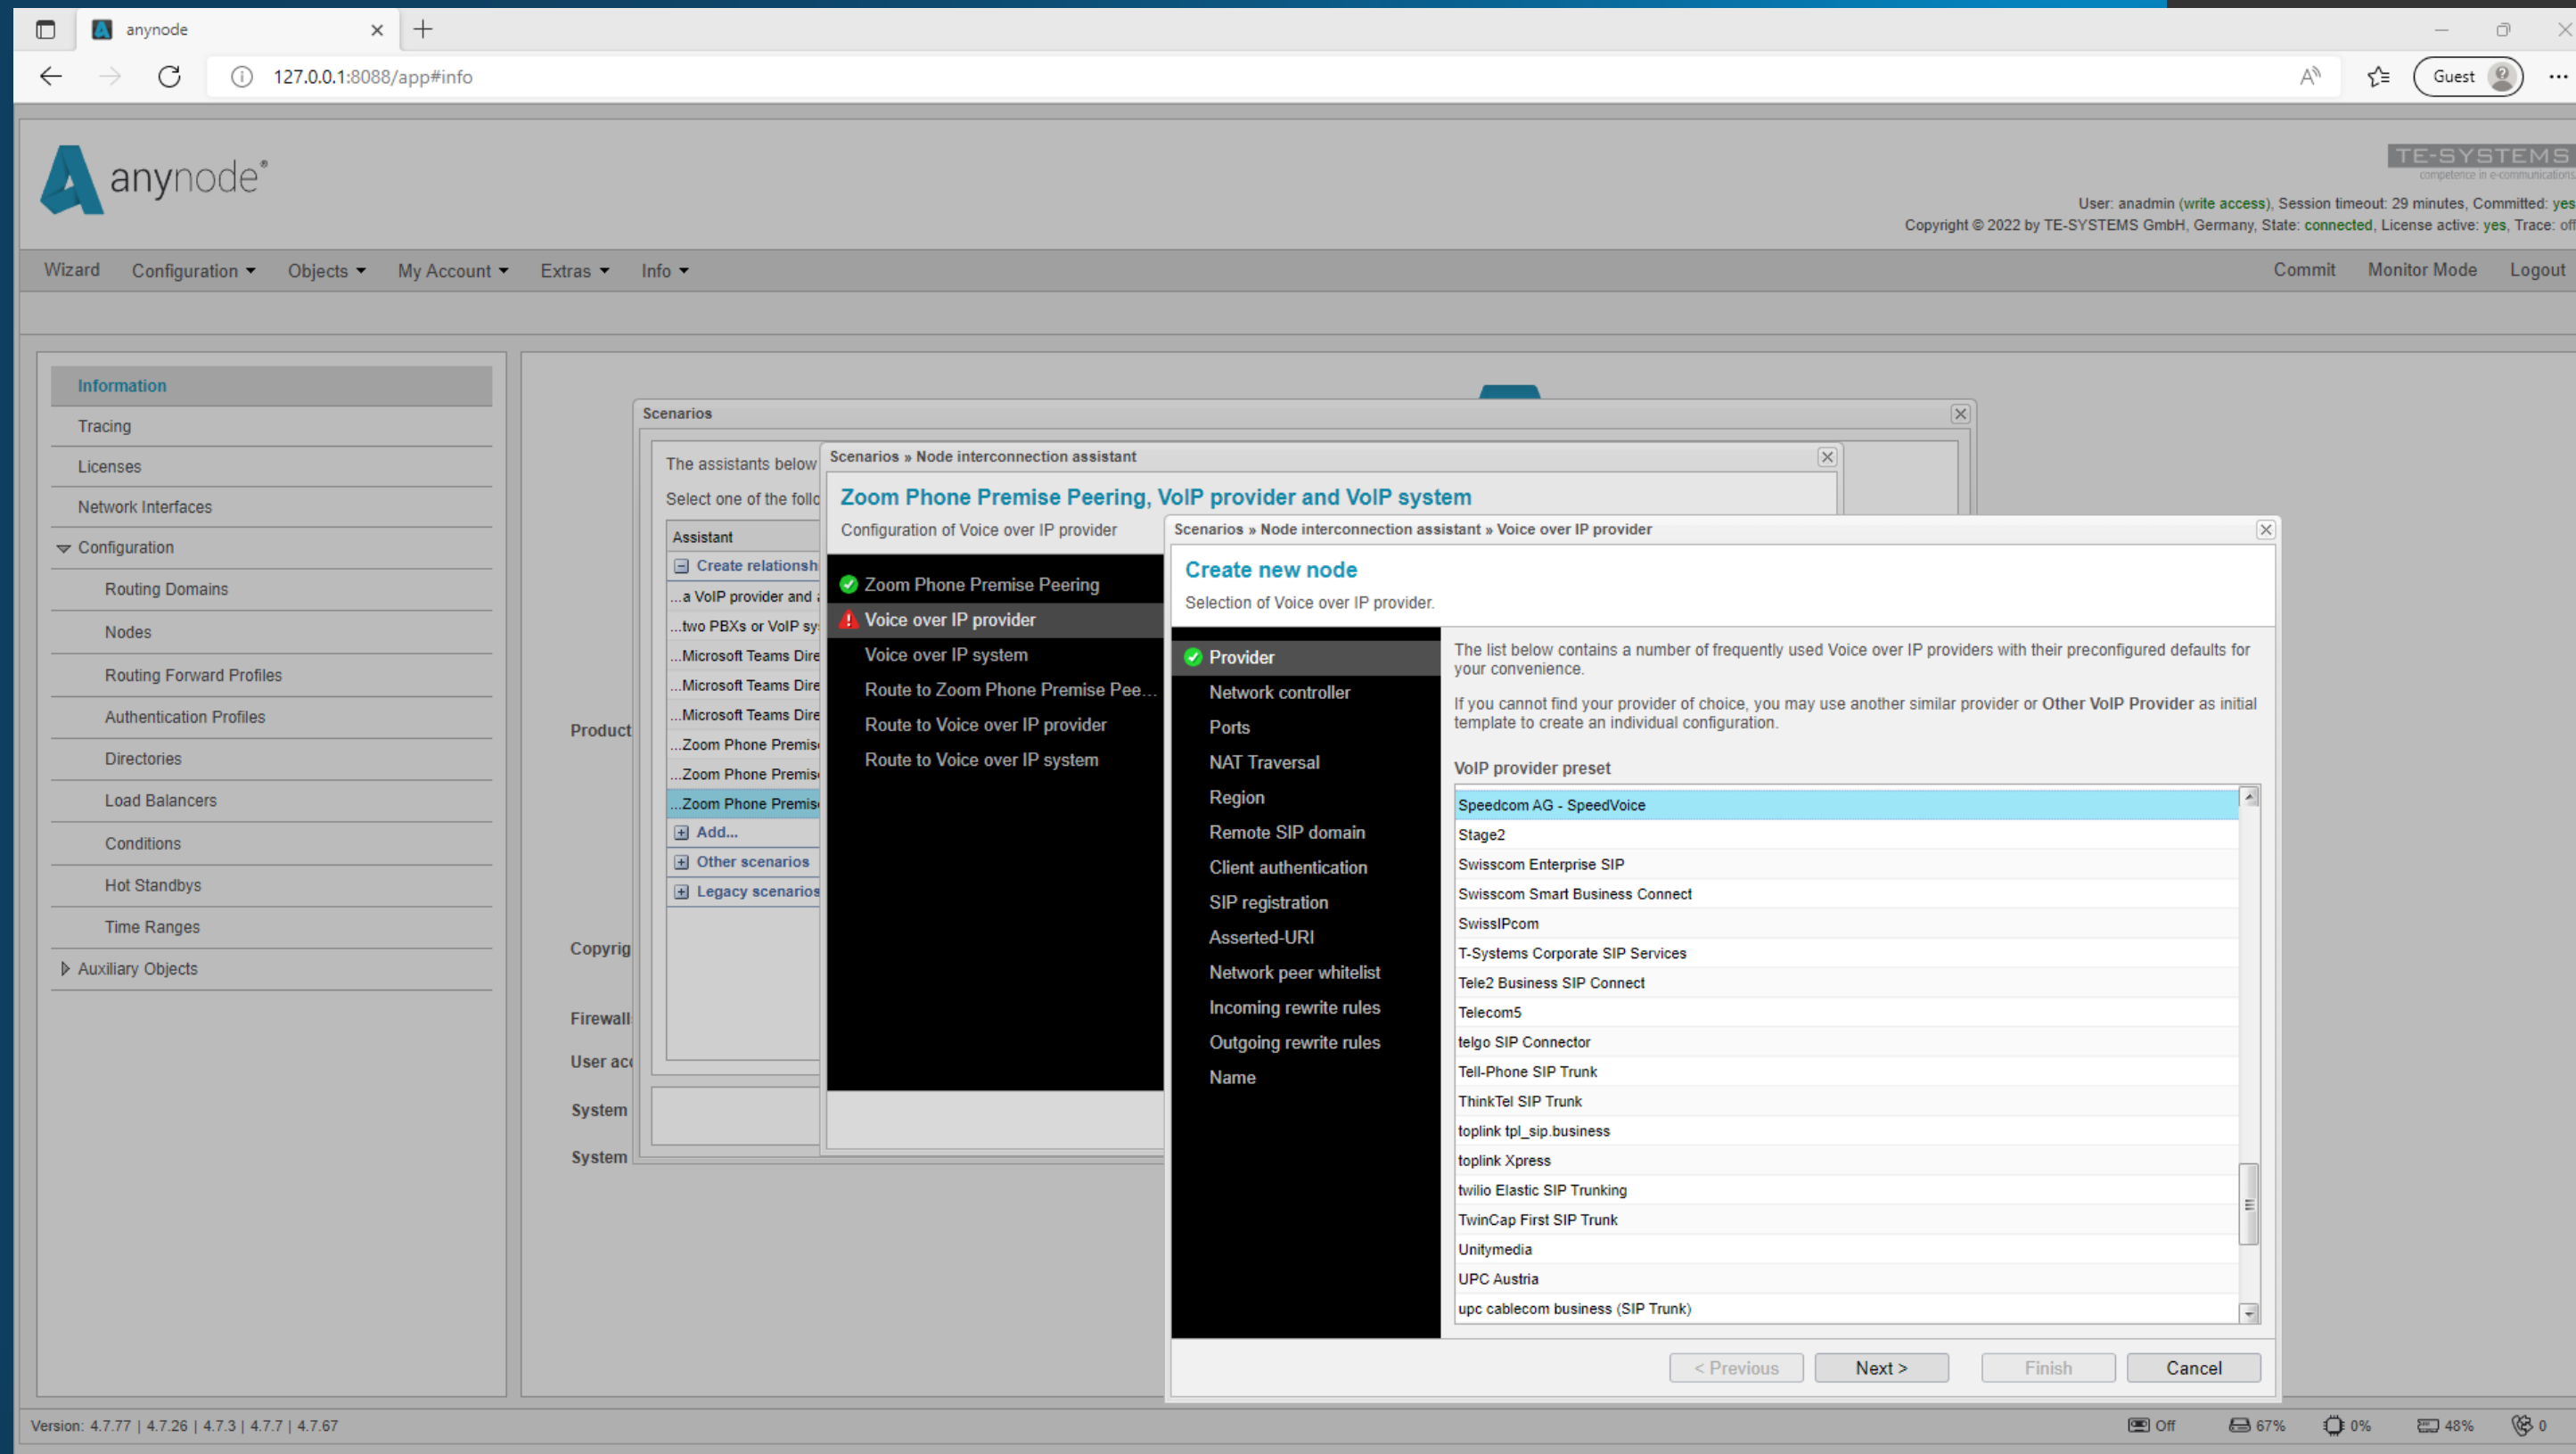 anynode
127.0.0.1:8088/app#info
Guest
anynode®
TE-SYSTEMS
competence in e-communications.
User: anadmin (write access), Session timeout: 29 minutes, Committed: yes
Copyright © 2022 by TE-SYSTEMS GmbH, Germany, State: connected, License active: yes, Trace: off
Wizard Configuration Objects My Account Extras Info Commit Monitor Mode Logout
Information
Tracing
Licenses
Network Interfaces
Configuration
Routing Domains
Nodes
Routing Forward Profiles
Authentication Profiles
Directories
Load Balancers
Conditions
Hot Standbys
Time Ranges
Auxiliary Objects
Product
Copyrig
Firewall
User acc
System
System
Scenarios
The assistants below
Select one of the follo
Assistant
Create relationsh
...a VoIP provider and a
...two PBXs or VoIP sy
...Microsoft Teams Dire
...Microsoft Teams Dire
...Microsoft Teams Dire
...Zoom Phone Premis
...Zoom Phone Premis
...Zoom Phone Premis
Add...
Other scenarios
Legacy scenarios
Scenarios » Node interconnection assistant
Zoom Phone Premise Peering, VoIP provider and VoIP system
Configuration of Voice over IP provider
Zoom Phone Premise Peering
Voice over IP provider
Voice over IP system
Route to Zoom Phone Premise Pee...
Route to Voice over IP provider
Route to Voice over IP system
Scenarios » Node interconnection assistant » Voice over IP provider
Create new node
Selection of Voice over IP provider.
Provider
Network controller
Ports
NAT Traversal
Region
Remote SIP domain
Client authentication
SIP registration
Asserted-URI
Network peer whitelist
Incoming rewrite rules
Outgoing rewrite rules
Name
The list below contains a number of frequently used Voice over IP providers with their preconfigured defaults for
your convenience.
If you cannot find your provider of choice, you may use another similar provider or Other VoIP Provider as initial
template to create an individual configuration.
VoIP provider preset
Speedcom AG - SpeedVoice
Stage2
Swisscom Enterprise SIP
Swisscom Smart Business Connect
SwissIPcom
T-Systems Corporate SIP Services
Tele2 Business SIP Connect
Telecom5
telgo SIP Connector
Tell-Phone SIP Trunk
ThinkTel SIP Trunk
toplink tpl_sip.business
toplink Xpress
twilio Elastic SIP Trunking
TwinCap First SIP Trunk
Unitymedia
UPC Austria
upc cablecom business (SIP Trunk)
< Previous Next > Finish Cancel
Version: 4.7.77 | 4.7.26 | 4.7.3 | 4.7.7 | 4.7.67
Off 67% 0% 48% 0